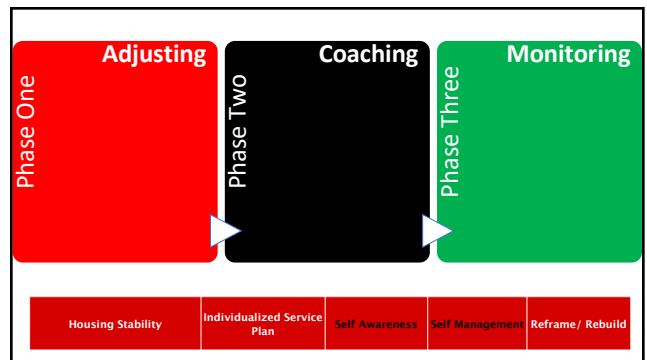 Adjusting
Phase One
Coaching
Phase Two
Monitoring
Phase Three
Housing Stability
Individualized Service
Plan
Self Awareness
Self Management
Reframe/ Rebuild